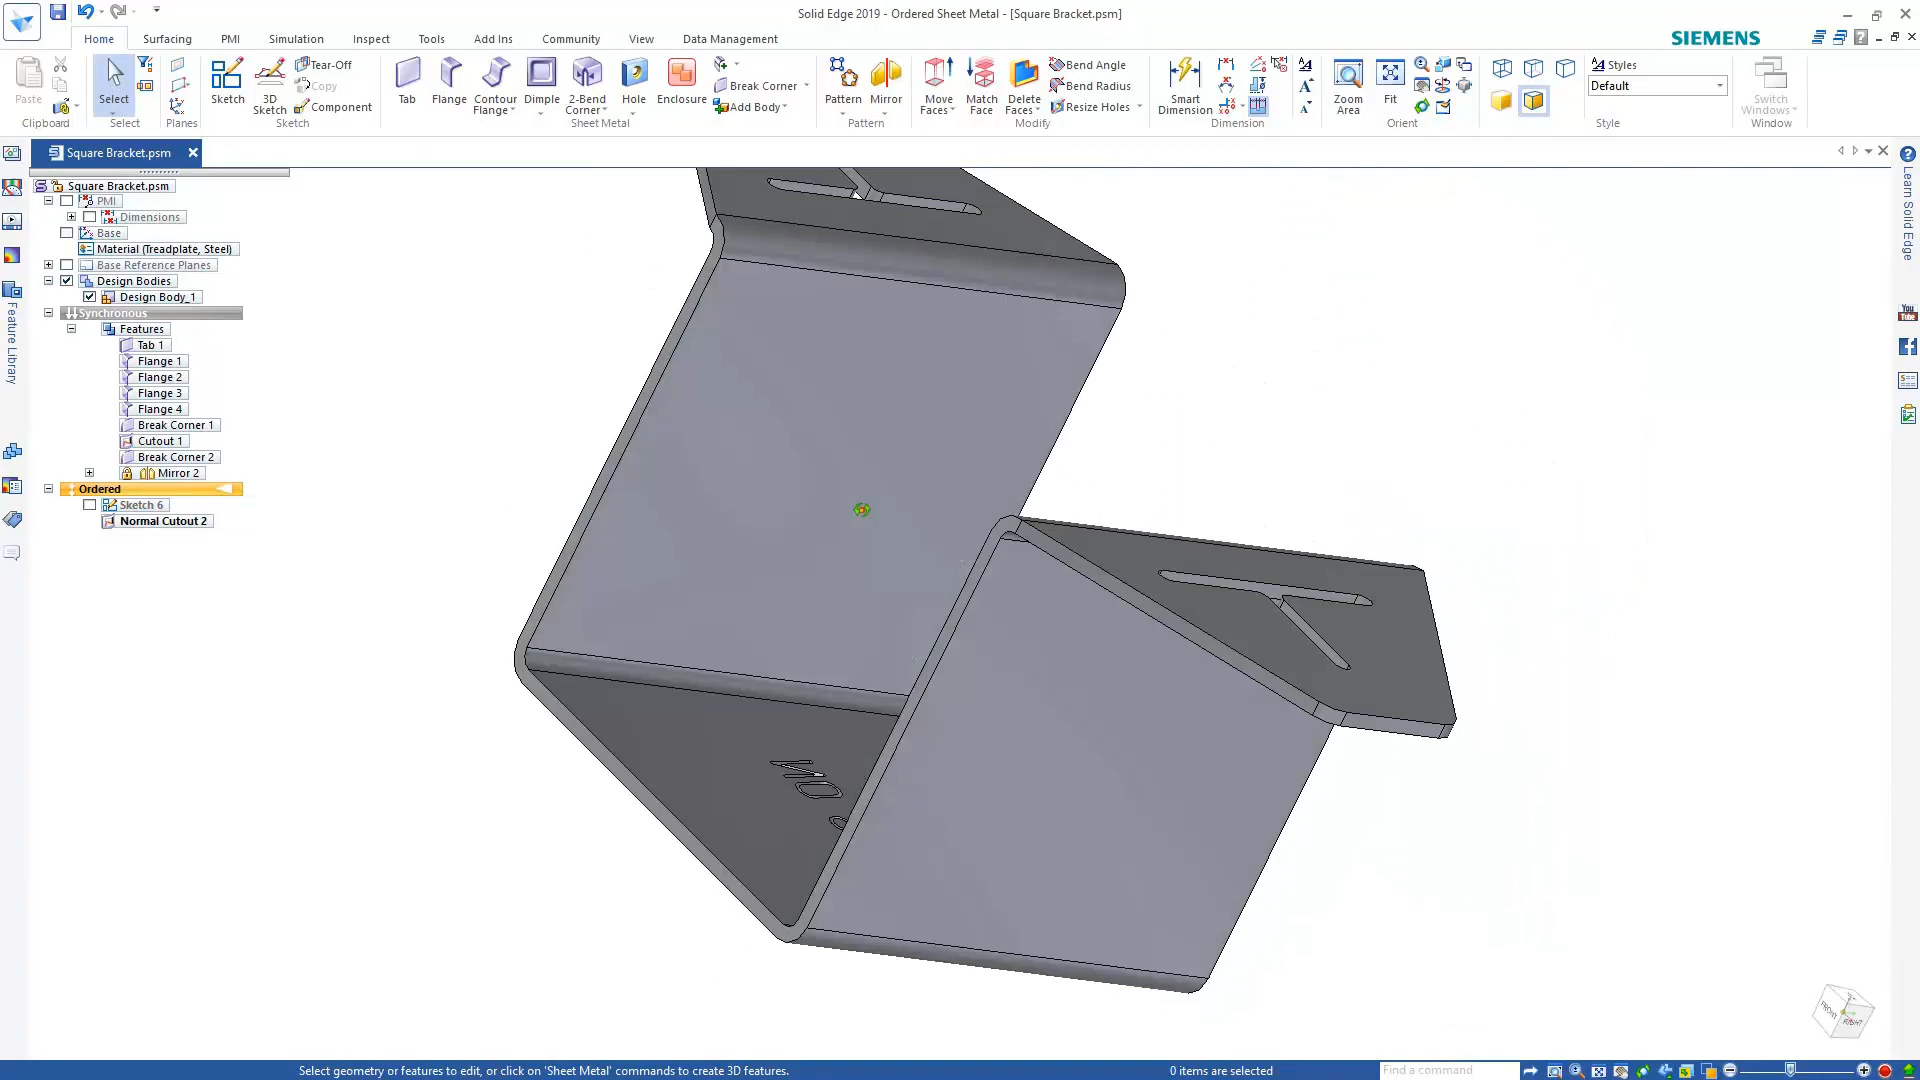 Solid Edge 2019 - Ordered Sheet Metal - [Square Bracket.psm]
Home
Surfacing
PMI
Simulation
Inspect
Tools
Add Ins
Community
View
Data Management
SIEMENS
Paste
Clipboard
Select
Select
Planes
Sketch
3D Sketch
Tear-Off
Copy
Component
Sketch
Tab
Flange
Contour Flange
Dimple
2-Bend Corner
Hole
Enclosure
Break Corner
Add Body
Sheet Metal
Pattern
Mirror
Pattern
Move Faces
Match Face
Delete Faces
Bend Angle
Bend Radius
Resize Holes
Modify
Smart Dimension
Dimension
Zoom Area
Fit
Orient
Styles
Default
Style
Switch Windows
Window
Square Bracket.psm
Square Bracket.psm
PMI
Dimensions
Base
Material (Treadplate, Steel)
Base Reference Planes
Design Bodies
Design Body_1
Synchronous
Features
Tab 1
Flange 1
Flange 2
Flange 3
Flange 4
Break Corner 1
Cutout 1
Break Corner 2
Mirror 2
Ordered
Sketch 6
Normal Cutout 2
Feature Library
Learn Solid Edge
You Tube
FRONT
RIGHT
Select geometry or features to edit, or click on 'Sheet Metal' commands to create 3D features.
0 items are selected
Find a command